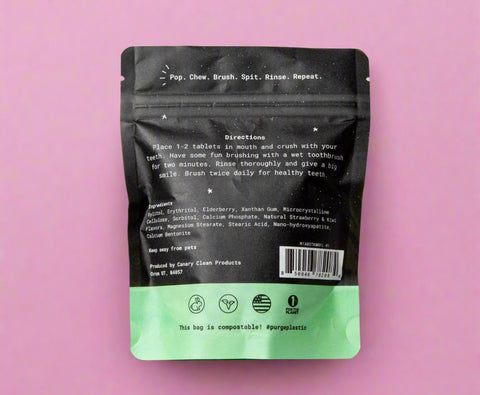 Pop. Chew. Brush. Spit. Rinse. Repeat.
Directions
Place 1-2 tablets in mouth and crush with your
teeth. Have some fun brushing with a wet toothbrush
for two minutes. Rinse thoroughly and give a big
smile. Brush twice daily for healthy teeth.
Ingredients
Xylitol, Erythritol, Elderberry, Xanthan Gum, Microcrystalline
Cellulose, Sorbitol, Calcium Phosphate, Natural Strawberry & Kiwi
Flavors, Magnesium Stearate, Stearic Acid, Nano-hydroxyapatite,
Calcium Bentonite
Keep away from pets
Produced by Canary Clean Products
Orem UT, 84057
PLANET
This bag is compostable! #purgeplastic